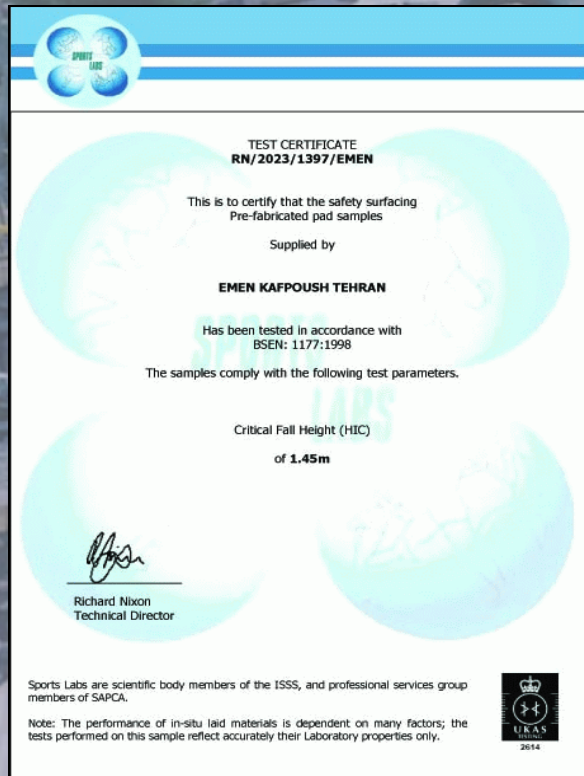 SPORTS
LABS
TEST CERTIFICATE
RN/2023/1397/EMEN
This is to certify that the safety surfacing
Pre-fabricated pad samples
Supplied by
EMEN KAFPOUSH TEHRAN
Has been tested in accordance with
BSEN: 1177:1998
SPORTS
The samples comply with the following test parameters.
LABS
Critical Fall Height (HIC)
of 1.45m
Richard Nixon
Technical Director
Sports Labs are scientific body members of the ISSS, and professional services group
members of SAPCA.
Note: The performance of in-situ laid materials is dependent on many factors; the
tests performed on this sample reflect accurately their Laboratory properties only.
UKAS
TESTING
2614